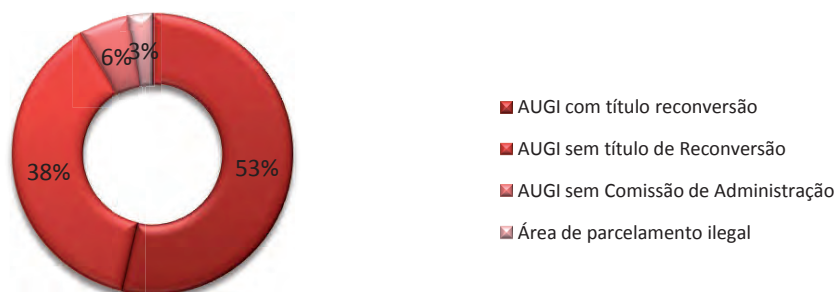 6%
3%
38%
53%
AUGI com título reconversão
AUGI sem título de Reconversão
AUGI sem Comissão de Administração
Área de parcelamento ilegal